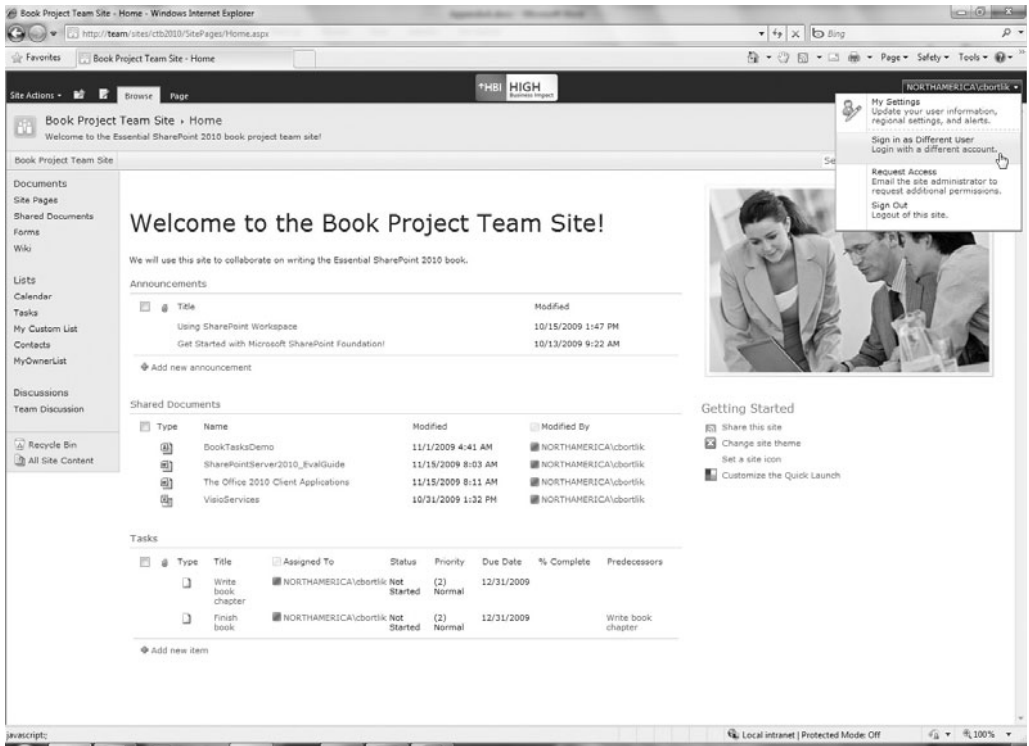 Book Project Team Site - Home - Windows Internet Explorer
http://team/sites/ctb2010/SitePages/Home.aspx
Bing
Favorites
Book Project Team Site - Home
Page
Safety
Tools
Site Actions
Browse
Page
HBI
HIGH
Business Impact
NORTHAMERICA\cbortlik
Book Project Team Site
Home
Welcome to the Essential SharePoint 2010 book project team site!
My Settings
Update your user information,
regional settings, and alerts.
Sign in as Different User
Login with a different account.
Request Access
Email the site administrator to
request additional permissions.
Sign Out
Logout of this site.
Book Project Team Site
Se
Documents
Site Pages
Shared Documents
Forms
Wiki
Lists
Calendar
Tasks
My Custom List
Contacts
MyOwnerList
Discussions
Team Discussion
Recycle Bin
All Site Content
Welcome to the Book Project Team Site!
We will use this site to collaborate on writing the Essential SharePoint 2010 book.
Announcements
Title Modified
Using SharePoint Workspace 10/15/2009 1:47 PM
Get Started with Microsoft SharePoint Foundation! 10/13/2009 9:22 AM
Add new announcement
Shared Documents
Type Name Modified Modified By
BookTasksDemo 11/1/2009 4:41 AM NORTHAMERICA\cbortlik
SharePointServer2010_EvalGuide 11/15/2009 8:03 AM NORTHAMERICA\cbortlik
The Office 2010 Client Applications 11/15/2009 8:11 AM NORTHAMERICA\cbortlik
VisioServices 10/31/2009 1:32 PM NORTHAMERICA\cbortlik
Tasks
Type Title Assigned To Status Priority Due Date % Complete Predecessors
Write NORTHAMERICA\cbortlik Not (2) 12/31/2009
book Started Normal
chapter
Finish NORTHAMERICA\cbortlik Not (2) 12/31/2009 Write book
book Started Normal chapter
Add new item
Getting Started
Share this site
Change site theme
Set a site icon
Customize the Quick Launch
javascript:;
Local intranet | Protected Mode: Off
100%